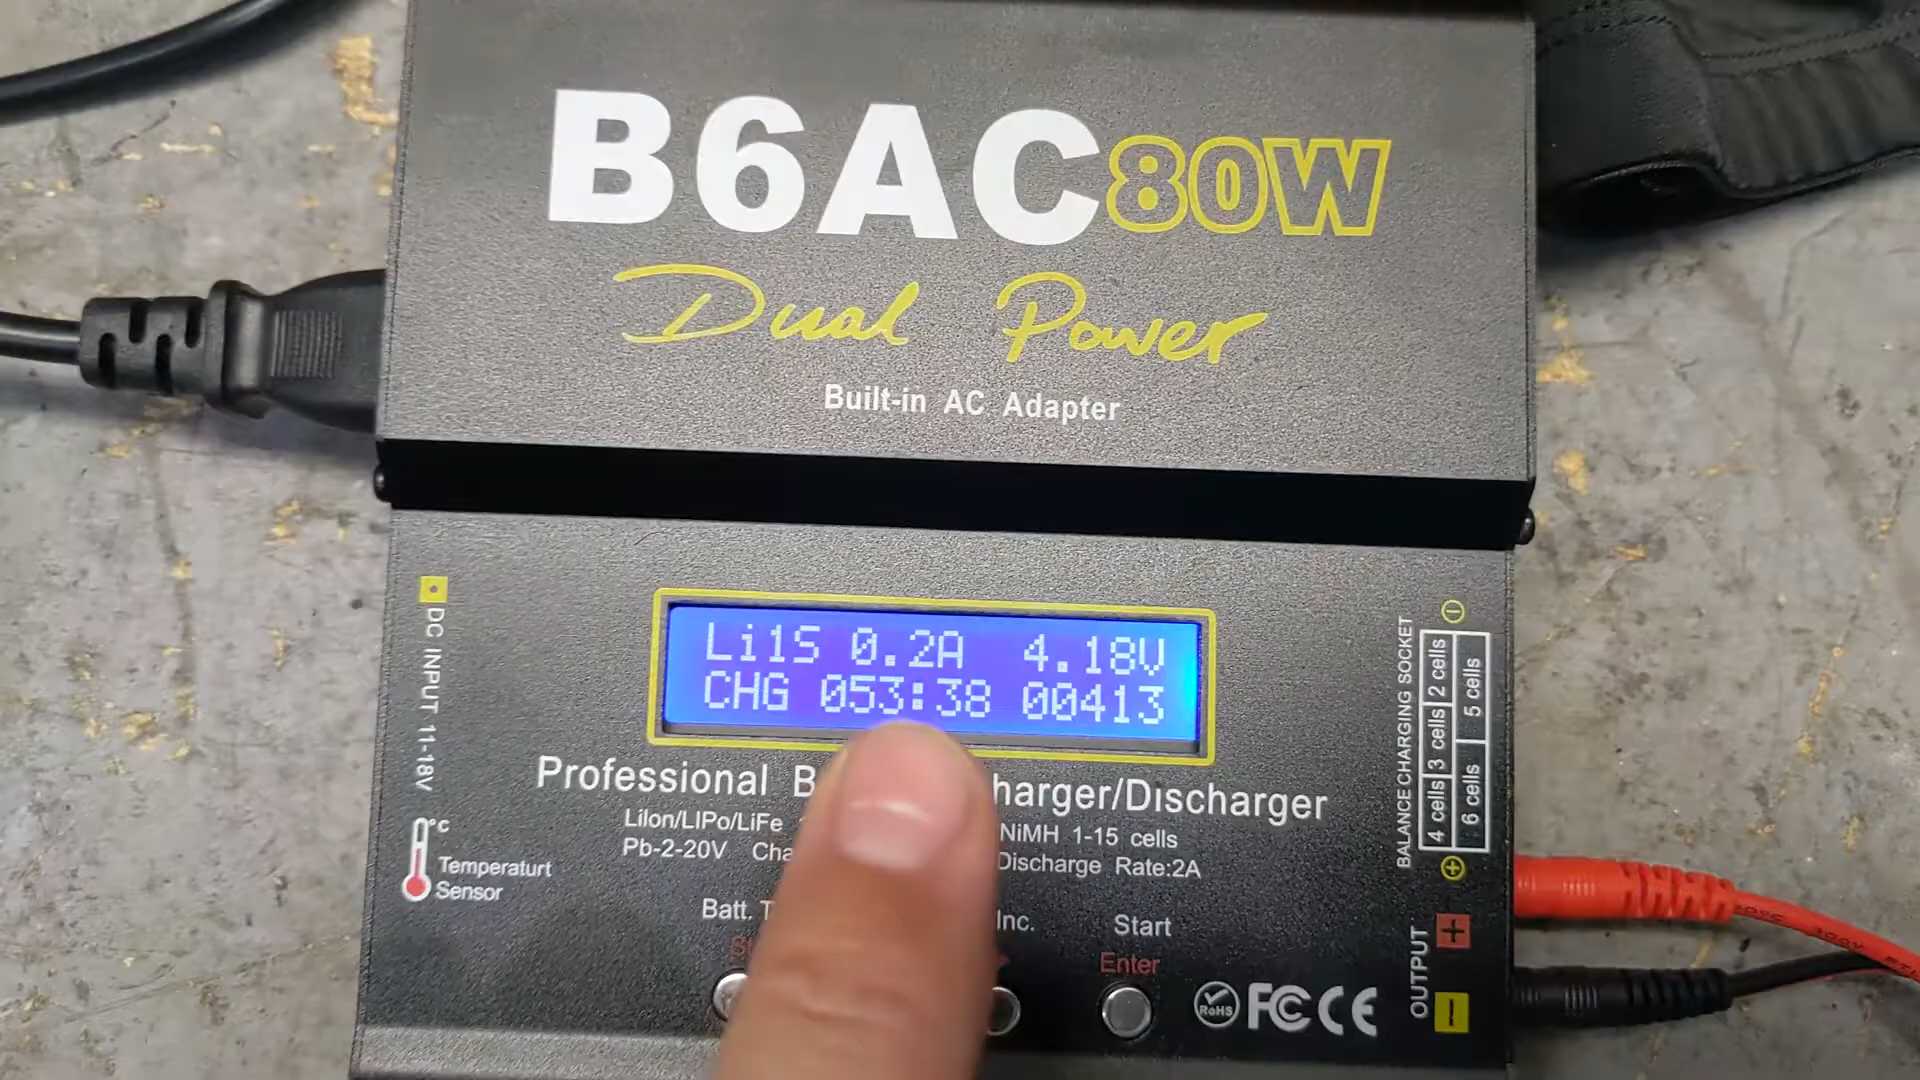 B6AC80W
Dual Power
Built-in AC Adapter
DC INPUT 11-18V
Li1S 0.2A 4.18V
CHG 053:38 00413
Professional B harger/Discharger
LiIon/LIPo/LiFe NiMH 1-15 cells
Pb-2-20V Cha Discharge Rate:2A
°C
Temperaturt
Sensor
Batt. T Inc. Start
St Enter
RoHS FC CE
BALANCE CHARGING SOCKET
4 cells 3 cells 2 cells
6 cells 5 cells
OUTPUT